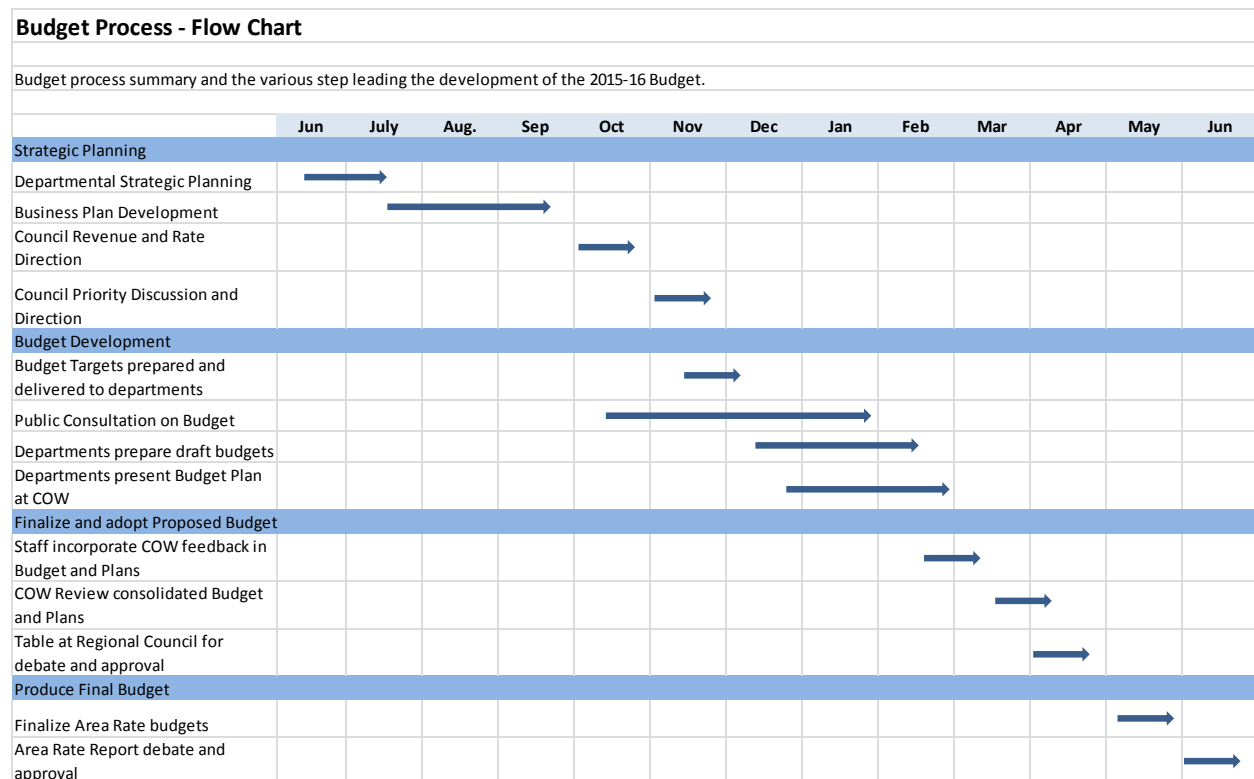 Budget Process - Flow Chart
Budget process summary and the various step leading the development of the 2015-16 Budget.
Jun July Aug. Sep Oct Nov Dec Jan Feb Mar Apr May Jun
Strategic Planning
Departmental Strategic Planning
Business Plan Development
Council Revenue and Rate
Direction
Council Priority Discussion and
Direction
Budget Development
Budget Targets prepared and
delivered to departments
Public Consultation on Budget
Departments prepare draft budgets
Departments present Budget Plan
at COW
Finalize and adopt Proposed Budget
Staff incorporate COW feedback in
Budget and Plans
COW Review consolidated Budget
and Plans
Table at Regional Council for
debate and approval
Produce Final Budget
Finalize Area Rate budgets
Area Rate Report debate and
approval